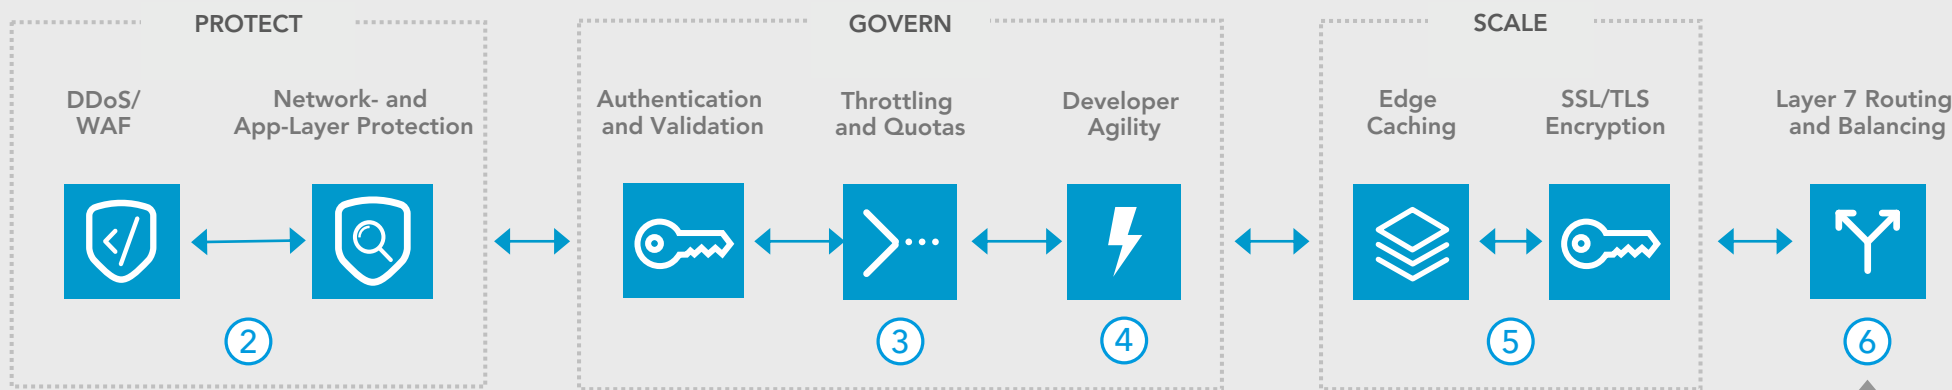 PROTECT
DDoS/
WAF
Network- and
App-Layer Protection
2
GOVERN
Authentication
and Validation
Throttling
and Quotas
Developer
Agility
3
4
SCALE
Edge
Caching
SSL/TLS
Encryption
5
Layer 7 Routing
and Balancing
6